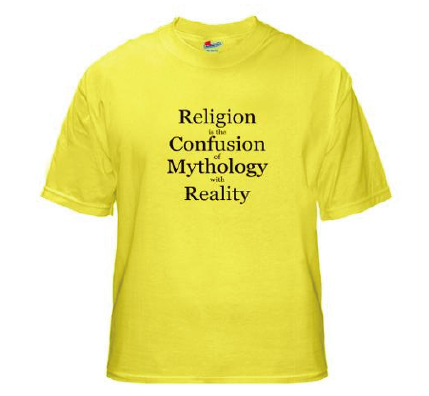 Religion
is the
Confusion
of
Mythology
with
Reality